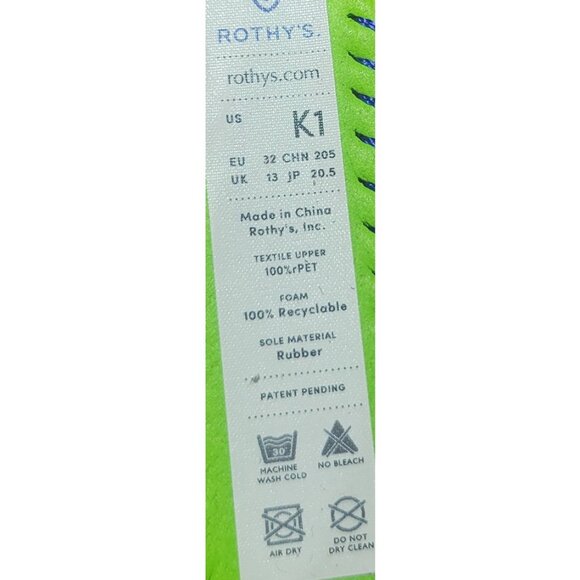 ROTHY'S.
rothys.com
US K1
EU 32 CHN 205
UK 13 JP 20.5
Made in China
Rothy's, Inc.
TEXTILE UPPER
100%rPET
FOAM
100% Recyclable
SOLE MATERIAL
Rubber
PATENT PENDING
30°
MACHINE
WASH COLD
NO BLEACH
AIR DRY
DO NOT
DRY CLEAN